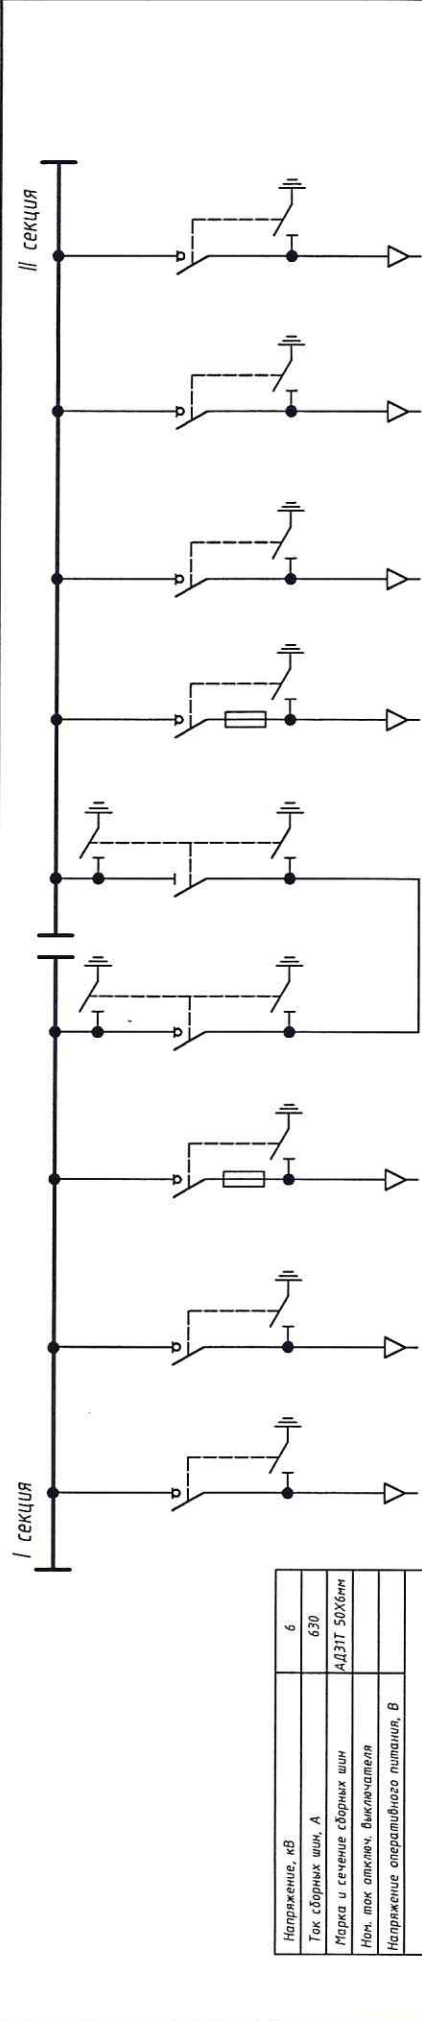 II секция
I секция
Напряжение, кВ 6
Ток сборных шин, А 630
Марка и сечение сборных шин АД31Т 50Х6мм
Ном. ток отключ. выключателя
Напряжение оперативного питания, В